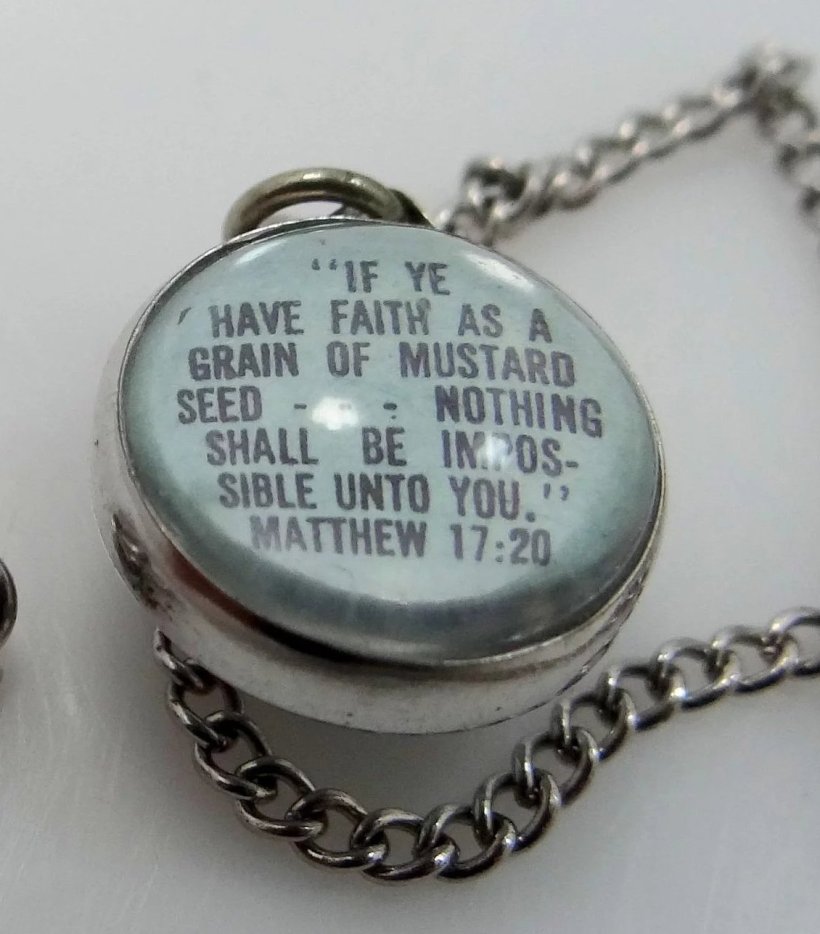 “IF YE
HAVE FAITH AS A
GRAIN OF MUSTARD
SEED - - - NOTHING
SHALL BE IMPOS-
SIBLE UNTO YOU.”
MATTHEW 17:20